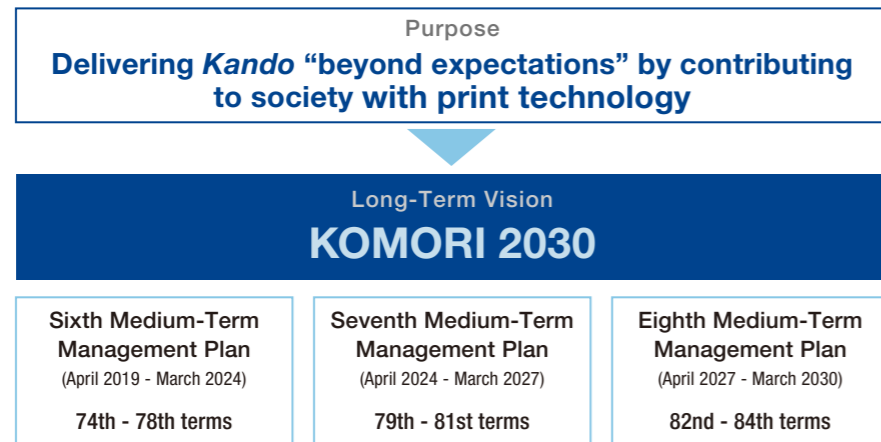 Purpose
Delivering Kando “beyond expectations” by contributing
to society with print technology
Long-Term Vision
KOMORI 2030
Sixth Medium-Term
Management Plan
(April 2019 - March 2024)
74th - 78th terms
Seventh Medium-Term
Management Plan
(April 2024 - March 2027)
79th - 81st terms
Eighth Medium-Term
Management Plan
(April 2027 - March 2030)
82nd - 84th terms